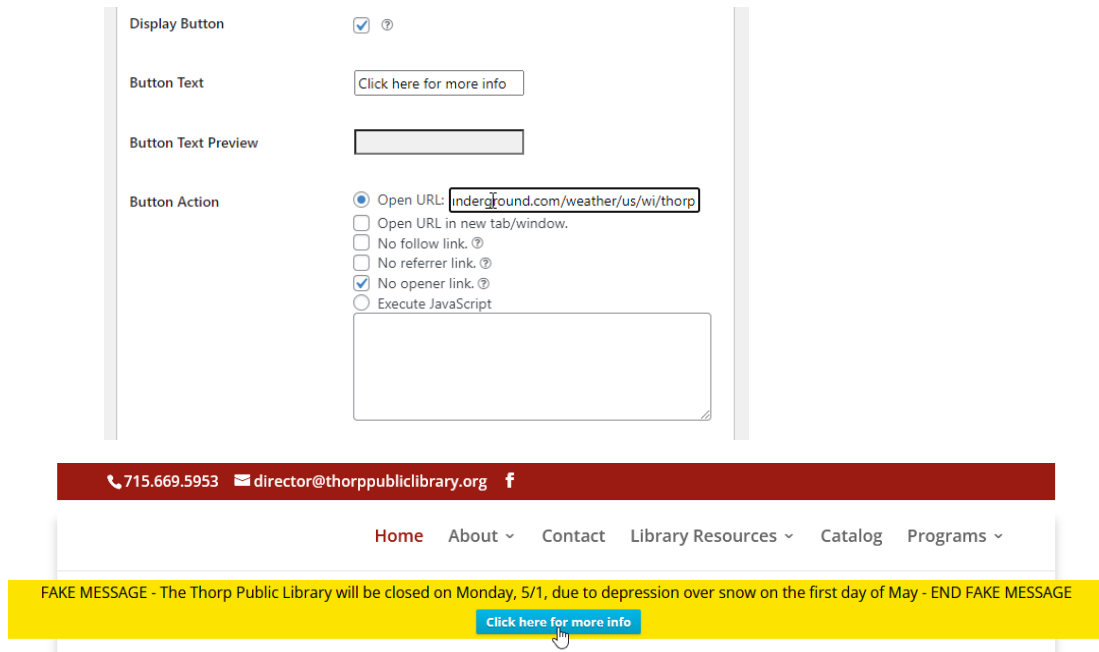 Display Button
Button Text
Click here for more info
Button Text Preview
Button Action
Open URL: underground.com/weather/us/wi/thorp
Open URL in new tab/window.
No follow link.
No referrer link.
No opener link.
Execute JavaScript
715.669.5953 director@thorppubliclibrary.org
Home About Contact Library Resources Catalog Programs
FAKE MESSAGE - The Thorp Public Library will be closed on Monday, 5/1, due to depression over snow on the first day of May - END FAKE MESSAGE
Click here for more info